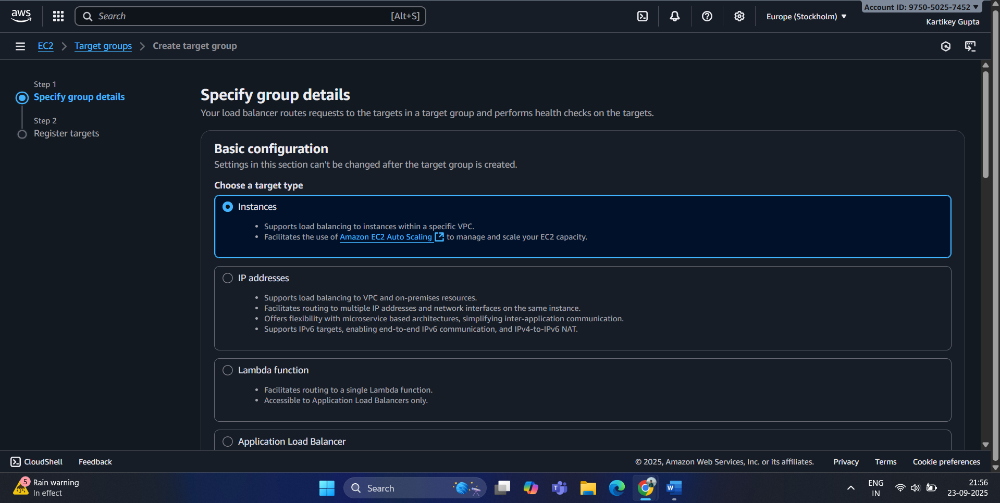 aws
Search
[Alt+S]
Europe (Stockholm)
Account ID: 9750-5025-7452
Kartikey Gupta
EC2
Target groups
Create target group
Step 1
Specify group details
Step 2
Register targets
Specify group details
Your load balancer routes requests to the targets in a target group and performs health checks on the targets.
Basic configuration
Settings in this section can't be changed after the target group is created.
Choose a target type
Instances
Supports load balancing to instances within a specific VPC.
Facilitates the use of Amazon EC2 Auto Scaling to manage and scale your EC2 capacity.
IP addresses
Supports load balancing to VPC and on-premises resources.
Facilitates routing to multiple IP addresses and network interfaces on the same instance.
Offers flexibility with microservice based architectures, simplifying inter-application communication.
Supports IPv6 targets, enabling end-to-end IPv6 communication, and IPv4-to-IPv6 NAT.
Lambda function
Facilitates routing to a single Lambda function.
Accessible to Application Load Balancers only.
Application Load Balancer
CloudShell
Feedback
© 2025, Amazon Web Services, Inc. or its affiliates.
Privacy
Terms
Cookie preferences
5
Rain warning
In effect
Search
T
W
ENG
IN
21:56
23-09-2025